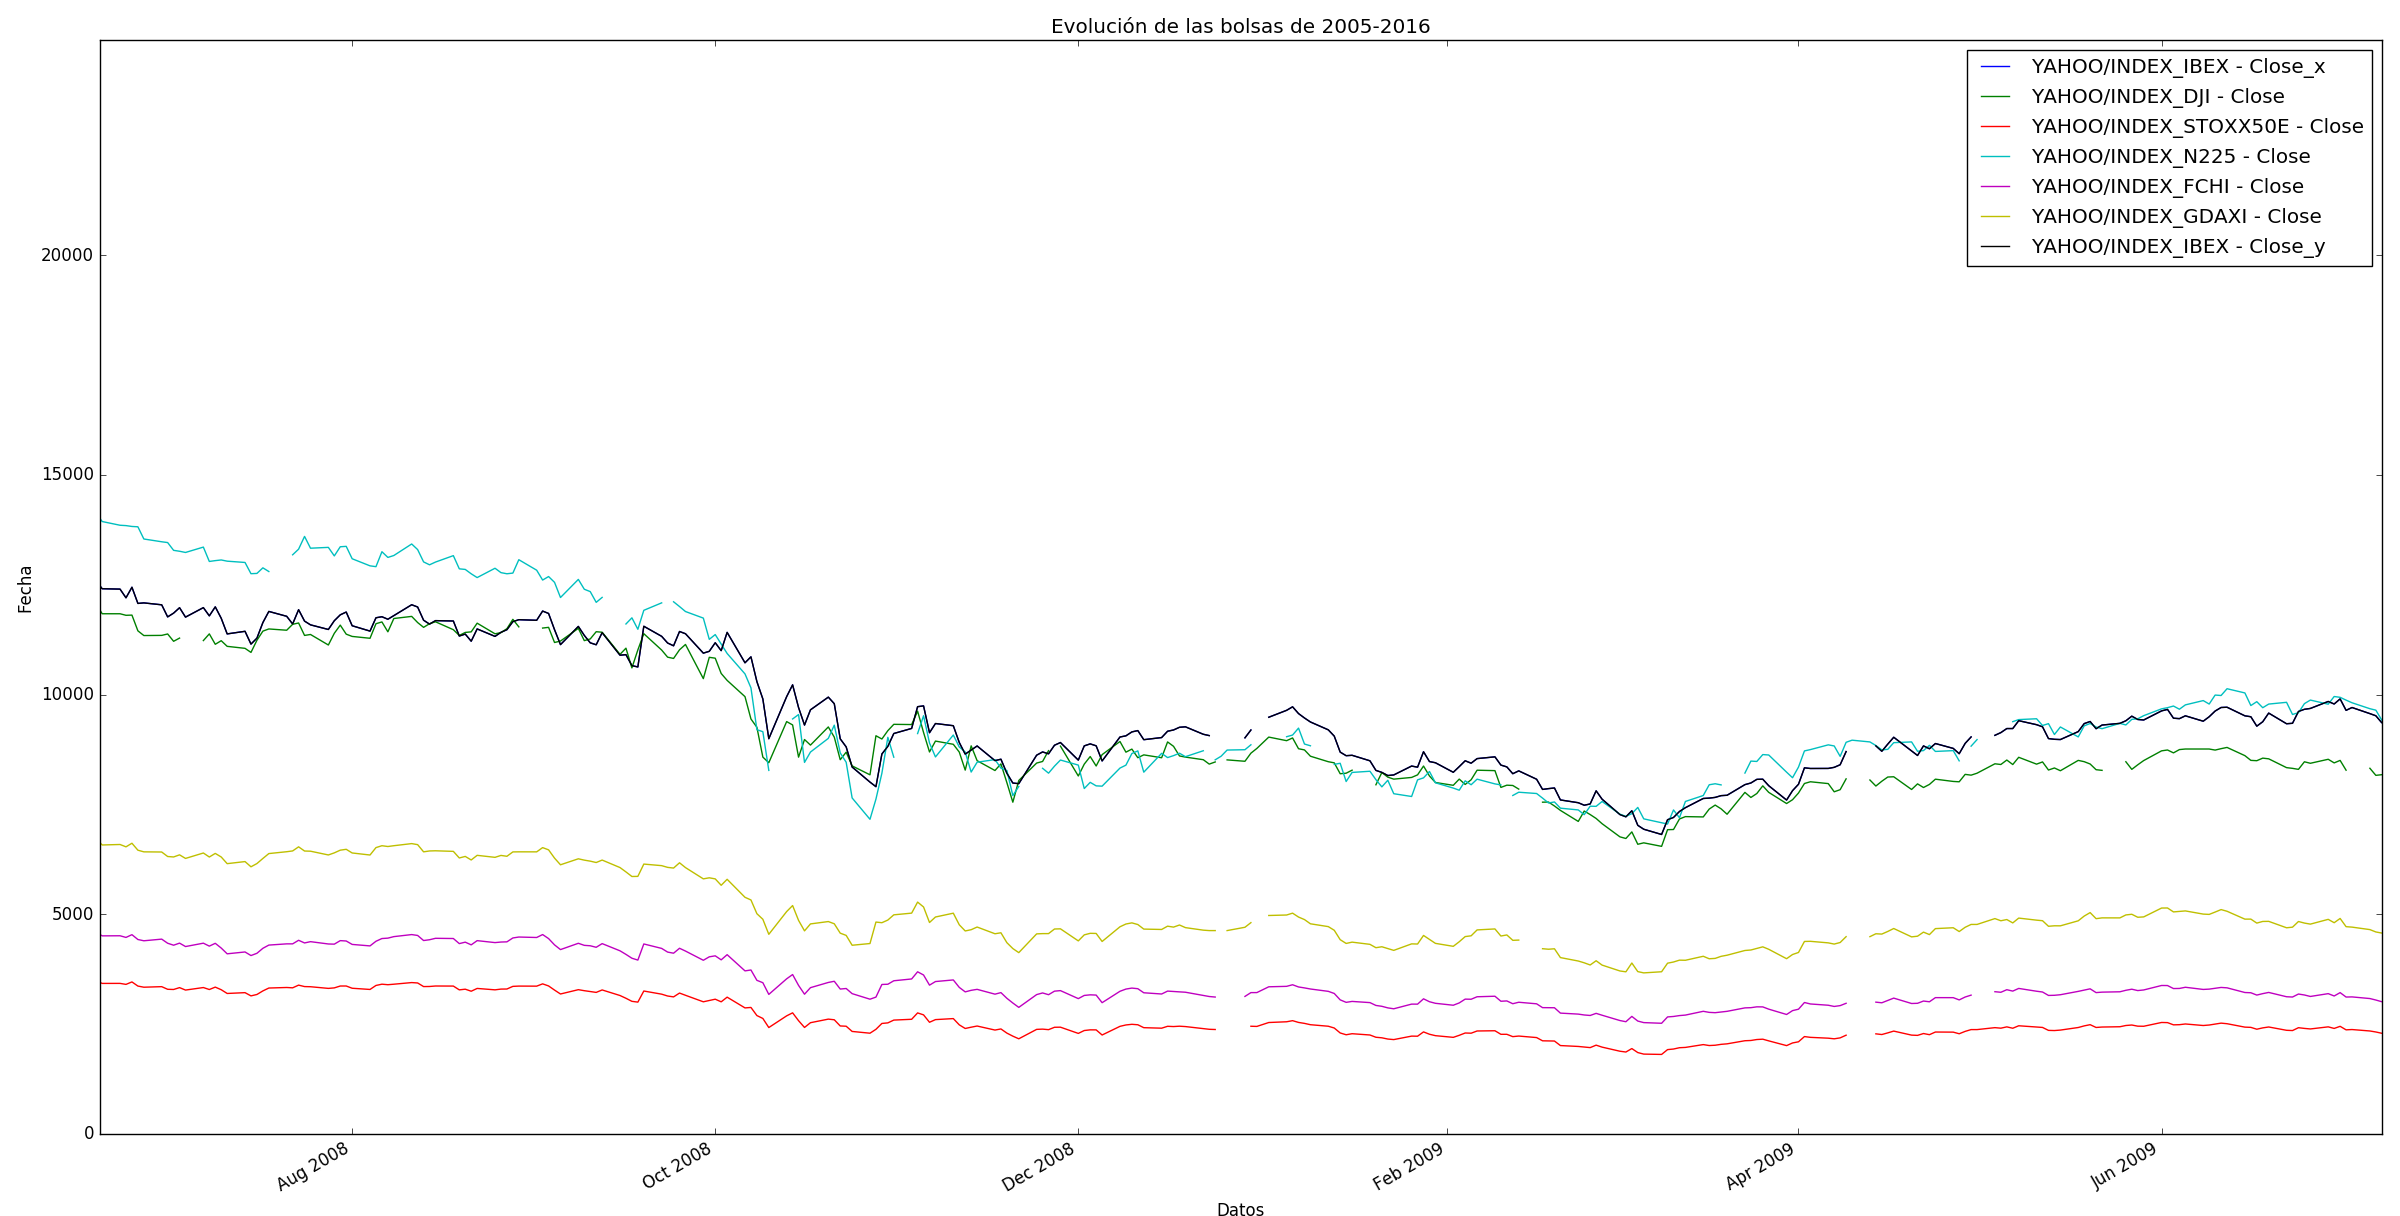 Evolución de las bolsas de 2005-2016
YAHOO/INDEX_IBEX - Close_x
YAHOO/INDEX_DJI - Close
YAHOO/INDEX_STOXX50E - Close
YAHOO/INDEX_N225 - Close
YAHOO/INDEX_FCHI - Close
YAHOO/INDEX_GDAXI - Close
YAHOO/INDEX_IBEX - Close_y
20000
15000
10000
5000
0
Fecha
Aug 2008
Oct 2008
Dec 2008
Feb 2009
Apr 2009
Jun 2009
Datos